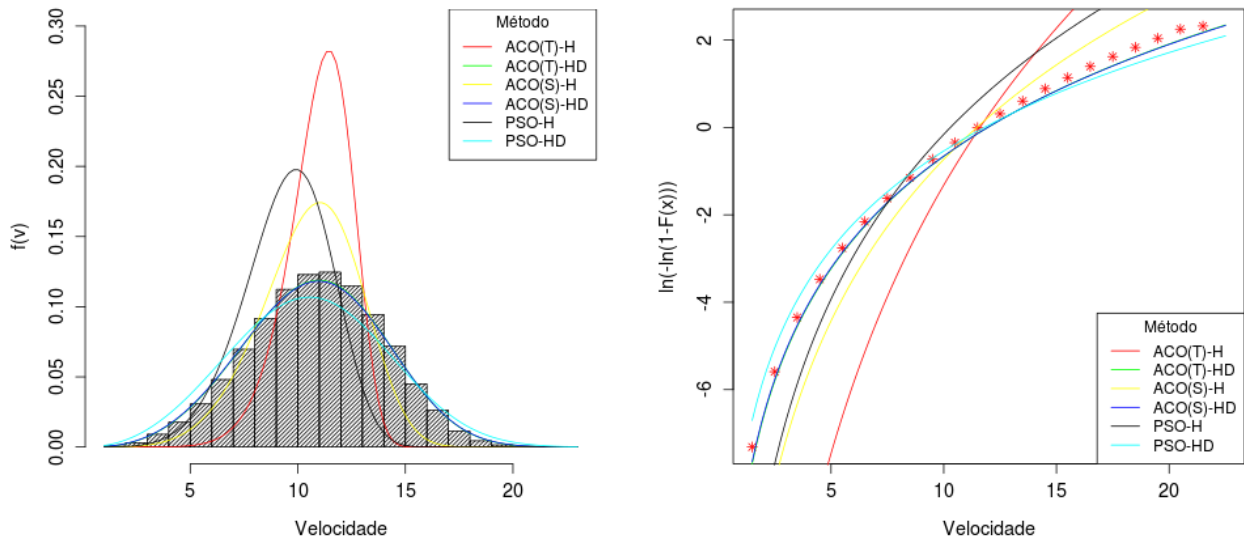 0.30
0.25
0.20
0.15
0.10
0.05
0.00
f(v)
5 10 15 20
Velocidade
Método
ACO(T)-H
ACO(T)-HD
ACO(S)-H
ACO(S)-HD
PSO-H
PSO-HD
2
0
-2
-4
-6
ln(-ln(1-F(x)))
5 10 15 20
Velocidade
Método
ACO(T)-H
ACO(T)-HD
ACO(S)-H
ACO(S)-HD
PSO-H
PSO-HD